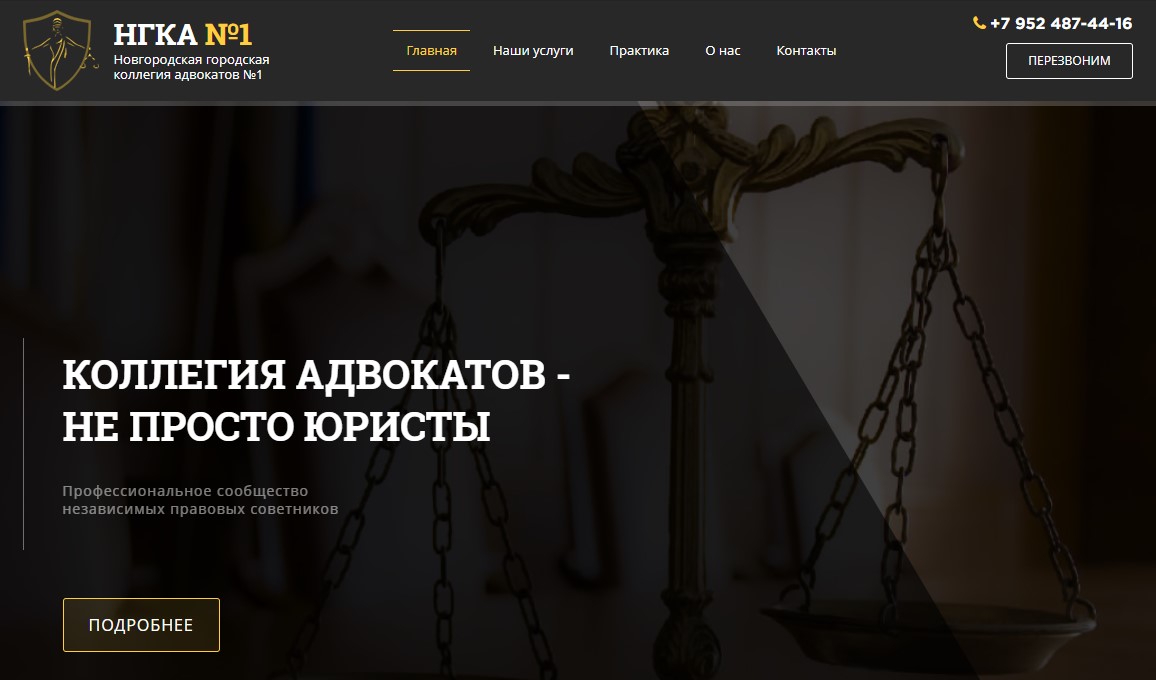 НГКА №1
Новгородская городская
коллегия адвокатов №1
Главная
Наши услуги
Практика
О нас
Контакты
+7 952 487-44-16
ПЕРЕЗВОНИМ
КОЛЛЕГИЯ АДВОКАТОВ -
НЕ ПРОСТО ЮРИСТЫ
Профессиональное сообщество
независимых правовых советников
ПОДРОБНЕЕ